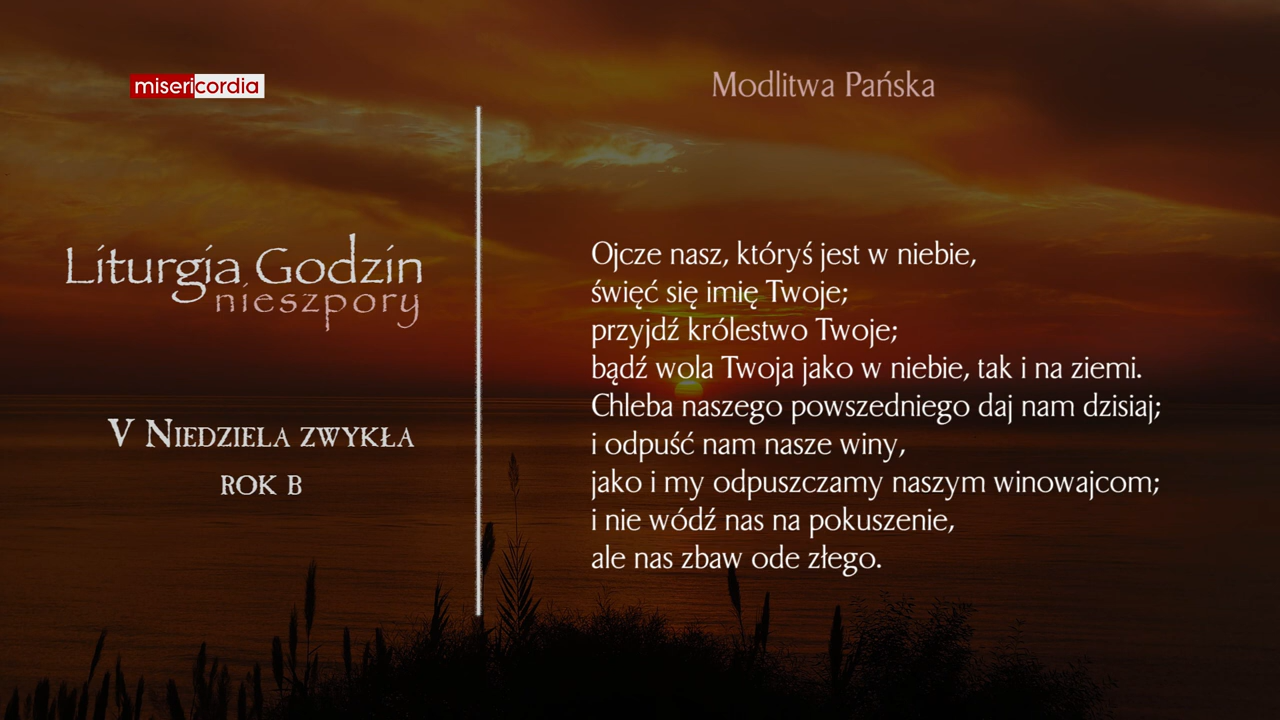 misericordia
Liturgia Godzin
nieszpory
V Niedziela zwykła
rok B
Modlitwa Pańska
Ojcze nasz, któryś jest w niebie,
święć się imię Twoje;
przyjdź królestwo Twoje;
bądź wola Twoja jako w niebie, tak i na ziemi.
Chleba naszego powszedniego daj nam dzisiaj;
i odpuść nam nasze winy,
jako i my odpuszczamy naszym winowajcom;
i nie wódź nas na pokuszenie,
ale nas zbaw ode złego.